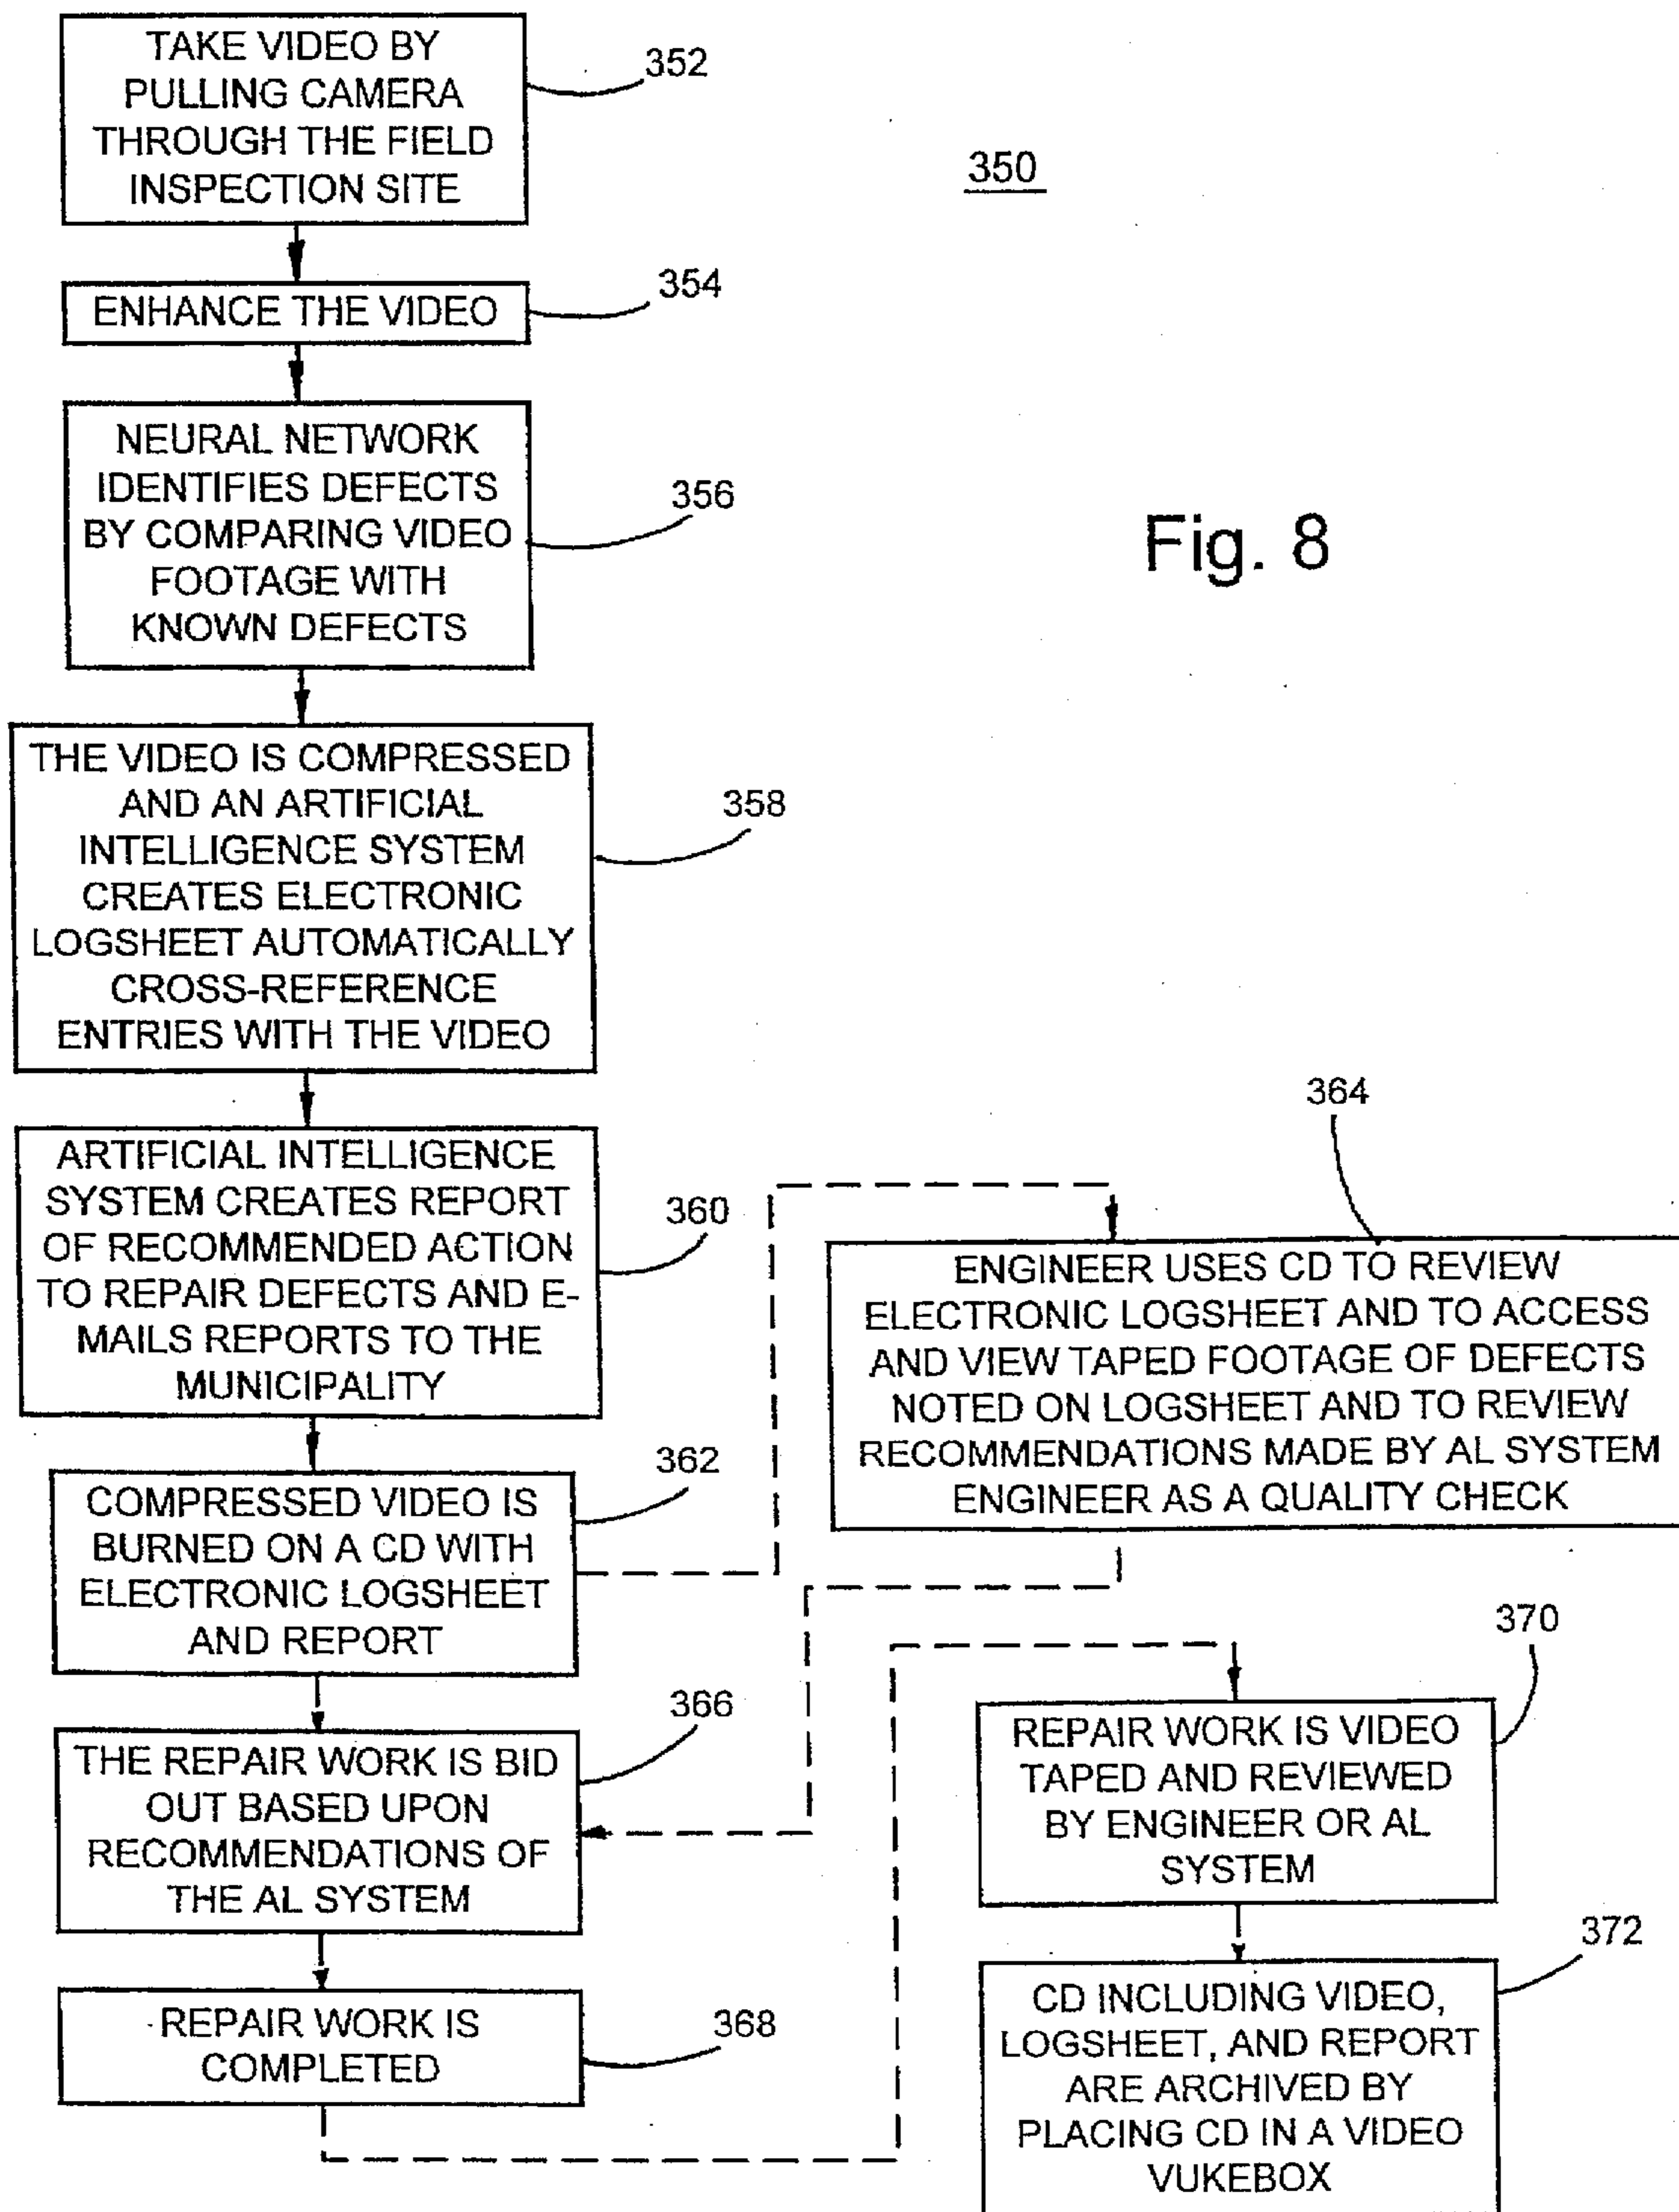 TAKE VIDEO BY
PULLING CAMERA
THROUGH THE FIELD
INSPECTION SITE
352
350
ENHANCE THE VIDEO
354
NEURAL NETWORK
IDENTIFIES DEFECTS
BY COMPARING VIDEO
FOOTAGE WITH
KNOWN DEFECTS
356
Fig. 8
THE VIDEO IS COMPRESSED
AND AN ARTIFICIAL
INTELLIGENCE SYSTEM
CREATES ELECTRONIC
LOGSHEET AUTOMATICALLY
CROSS-REFERENCE
ENTRIES WITH THE VIDEO
358
ARTIFICIAL INTELLIGENCE
SYSTEM CREATES REPORT
OF RECOMMENDED ACTION
TO REPAIR DEFECTS AND E-
MAILS REPORTS TO THE
MUNICIPALITY
360
COMPRESSED VIDEO IS
BURNED ON A CD WITH
ELECTRONIC LOGSHEET
AND REPORT
362
364
ENGINEER USES CD TO REVIEW
ELECTRONIC LOGSHEET AND TO ACCESS
AND VIEW TAPED FOOTAGE OF DEFECTS
NOTED ON LOGSHEET AND TO REVIEW
RECOMMENDATIONS MADE BY AL SYSTEM
ENGINEER AS A QUALITY CHECK
THE REPAIR WORK IS BID
OUT BASED UPON
RECOMMENDATIONS OF
THE AL SYSTEM
366
REPAIR WORK IS
COMPLETED
368
370
REPAIR WORK IS VIDEO
TAPED AND REVIEWED
BY ENGINEER OR AL
SYSTEM
372
CD INCLUDING VIDEO,
LOGSHEET, AND REPORT
ARE ARCHIVED BY
PLACING CD IN A VIDEO
VUKEBOX